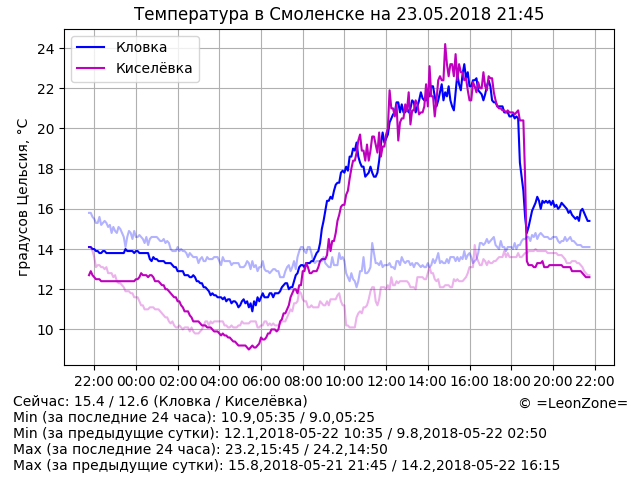 Температура в Смоленске на 23.05.2018 21:45
Кловка
Киселёвка
градусов Цельсия, °C
24
22
20
18
16
14
12
10
22:00 00:00 02:00 04:00 06:00 08:00 10:00 12:00 14:00 16:00 18:00 20:00 22:00
Сейчас: 15.4 / 12.6 (Кловка / Киселёвка)
© =LeonZone=
Min (за последние 24 часа): 10.9,05:35 / 9.0,05:25
Min (за предыдущие сутки): 12.1,2018-05-22 10:35 / 9.8,2018-05-22 02:50
Max (за последние 24 часа): 23.2,15:45 / 24.2,14:50
Max (за предыдущие сутки): 15.8,2018-05-21 21:45 / 14.2,2018-05-22 16:15